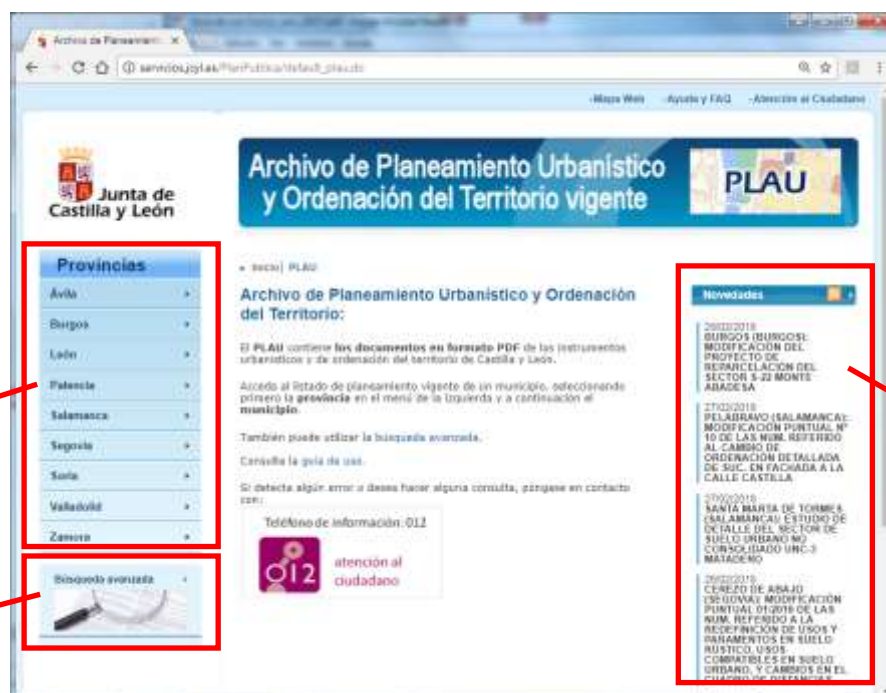 Archivo de Planeamien
servicios.jcyl.es/PlanPublica/default_plau.do
-Mapa Web -Ayuda y FAQ -Atención al Ciudadano
Junta de
Castilla y León
Archivo de Planeamiento Urbanístico
y Ordenación del Territorio vigente
PLAU
Provincias
Ávila
Burgos
León
Palencia
Salamanca
Segovia
Soria
Valladolid
Zamora
Búsqueda avanzada
Inicio| PLAU
Archivo de Planeamiento Urbanístico y Ordenación
del Territorio:
El PLAU contiene los documentos en formato PDF de los instrumentos
urbanísticos y de ordenación del territorio de Castilla y León.
Acceda al listado de planeamiento vigente de un municipio, seleccionando
primero la provincia en el menú de la izquierda y a continuación el
municipio.
También puede utilizar la búsqueda avanzada.
Consulte la guía de uso.
Si detecta algún error o desea hacer alguna consulta, póngase en contacto
con:
Teléfono de información: 012
012
atención al
ciudadano
Novedades
28/02/2018
BURGOS (BURGOS):
MODIFICACIÓN DEL
PROYECTO DE
REPARCELACIÓN DEL
SECTOR S-22 MONTE
ABADESA
27/02/2018
PELABRAVO (SALAMANCA):
MODIFICACIÓN PUNTUAL Nº
10 DE LAS NUM. REFERIDO
AL CAMBIO DE
ORDENACIÓN DETALLADA
DE SUC. EN FACHADA A LA
CALLE CASTILLA
27/02/2018
SANTA MARTA DE TORMES
(SALAMANCA): ESTUDIO DE
DETALLE DEL SECTOR DE
SUELO URBANO NO
CONSOLIDADO UNC-3
MATADERO
26/02/2018
CEREZO DE ABAJO
(SEGOVIA): MODIFICACIÓN
PUNTUAL 01/2016 DE LAS
NUM. REFERIDO A LA
REDEFINICIÓN DE USOS Y
PARAMENTOS EN SUELO
RÚSTICO, USOS
COMPATIBLES EN SUELO
URBANO, Y CAMBIOS EN EL
CUADRO DE DISTANCIAS